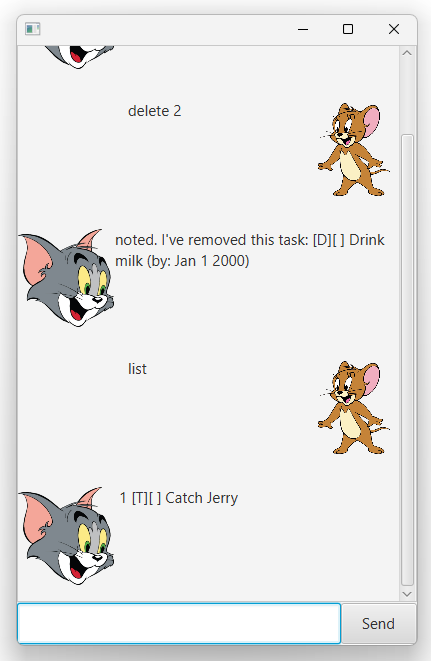 delete 2
noted. I've removed this task: [D][ ] Drink
milk (by: Jan 1 2000)
list
1 [T][ ] Catch Jerry
Send